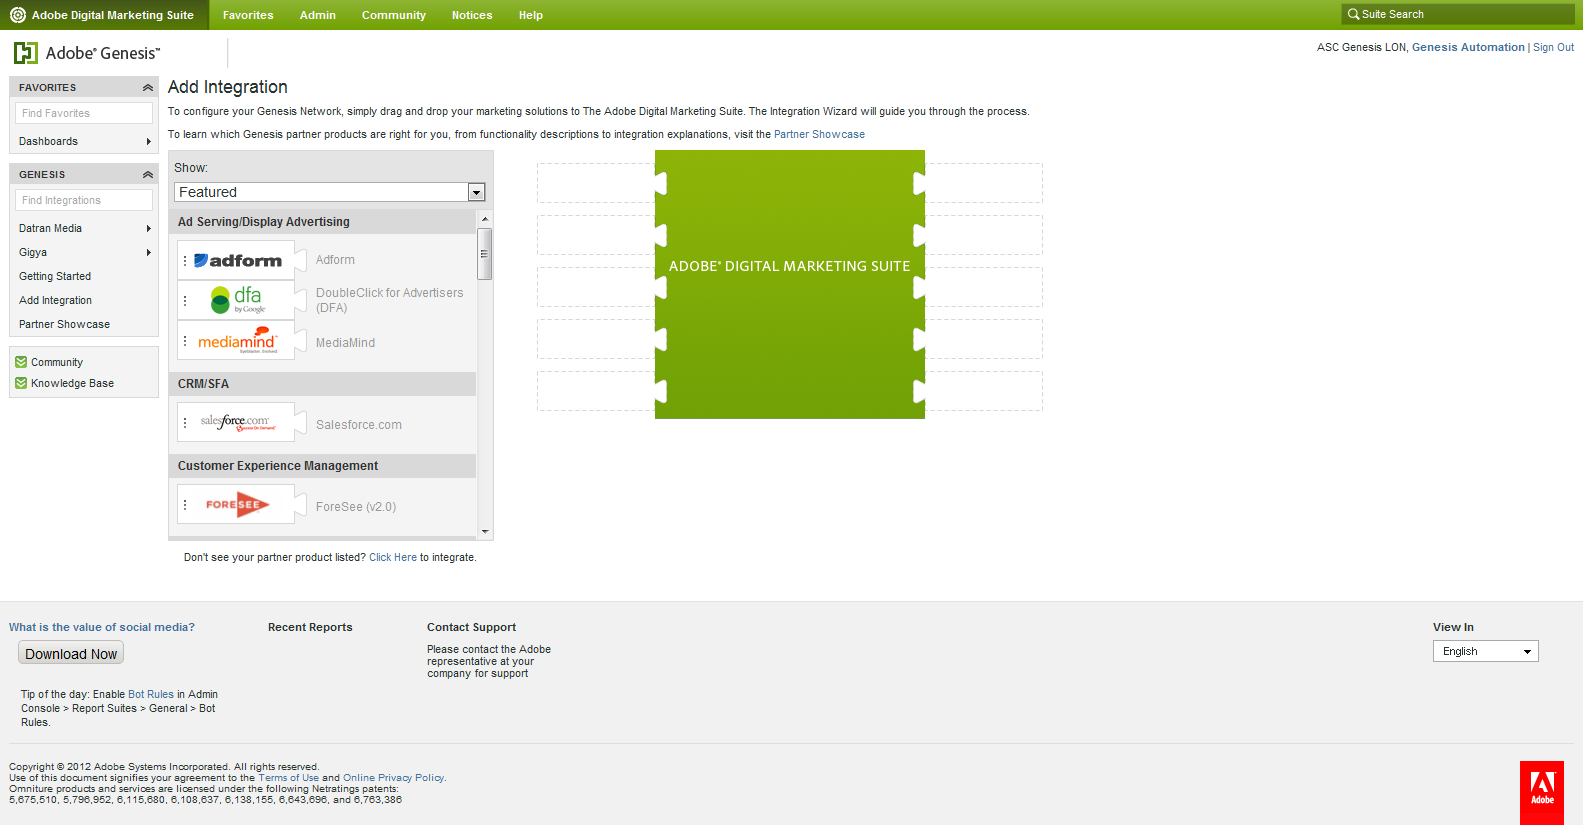 Adobe Digital Marketing Suite Favorites Admin Community Notices Help Suite Search
Adobe® Genesis™
ASC Genesis LON, Genesis Automation | Sign Out
FAVORITES
Find Favorites
Dashboards
GENESIS
Find Integrations
Datran Media
Gigya
Getting Started
Add Integration
Partner Showcase
Community
Knowledge Base
Add Integration
To configure your Genesis Network, simply drag and drop your marketing solutions to The Adobe Digital Marketing Suite. The Integration Wizard will guide you through the process.
To learn which Genesis partner products are right for you, from functionality descriptions to integration explanations, visit the Partner Showcase
Show:
Featured
Ad Serving/Display Advertising
adform Adform
dfa
by Google
DoubleClick for Advertisers
(DFA)
mediamind
Eyeblaster. Evolved.
MediaMind
CRM/SFA
salesforce.com
Success On Demand
Salesforce.com
Customer Experience Management
FORESEE ForeSee (v2.0)
Don't see your partner product listed? Click Here to integrate.
ADOBE® DIGITAL MARKETING SUITE
What is the value of social media?
Download Now
Tip of the day: Enable Bot Rules in Admin
Console > Report Suites > General > Bot
Rules.
Recent Reports
Contact Support
Please contact the Adobe
representative at your
company for support
View In
English
Copyright © 2012 Adobe Systems Incorporated. All rights reserved.
Use of this document signifies your agreement to the Terms of Use and Online Privacy Policy.
Omniture products and services are licensed under the following Netratings patents:
5,675,510, 5,796,952, 6,115,680, 6,108,637, 6,138,155, 6,643,696, and 6,763,386
Adobe